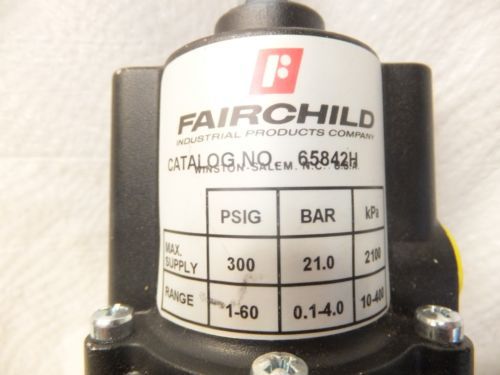 FAIRCHILD
INDUSTRIAL PRODUCTS COMPANY
CATALOG NO. 65842H
WINSTON-SALEM, N.C. U.S.A.
PSIG BAR kPa
MAX. SUPPLY 300 21.0 2100
RANGE 1-60 0.1-4.0 10-400